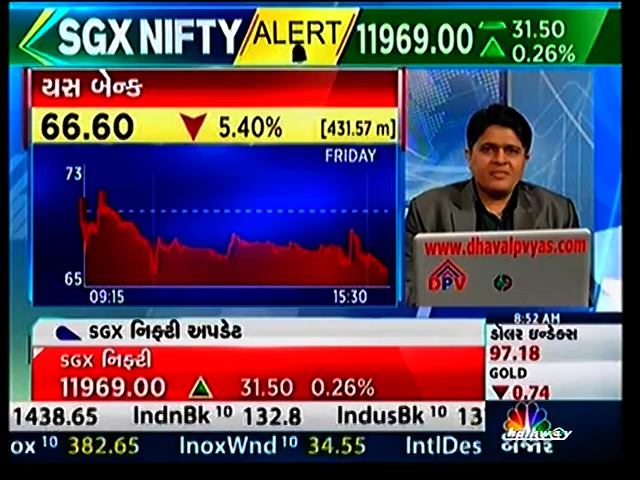 SGX NIFTY ALERT 11969.00 31.50 0.26%
યસ બેન્ક
66.60 5.40% [431.57 m]
FRIDAY
73
65
09:15 15:30
www.dhavalpvyas.com
DPV
hp
8:52 AM
SGX નિફ્ટી અપડેટ
SGX નિફ્ટી
11969.00 31.50 0.26%
ડોલર ઇન્ડેક્સ
97.18
GOLD
0.74
1438.65 IndnBk 10 132.8 IndusBk 10 13
ox 10 382.65 InoxWnd 10 34.55 IntlDes
hathway
બજાર